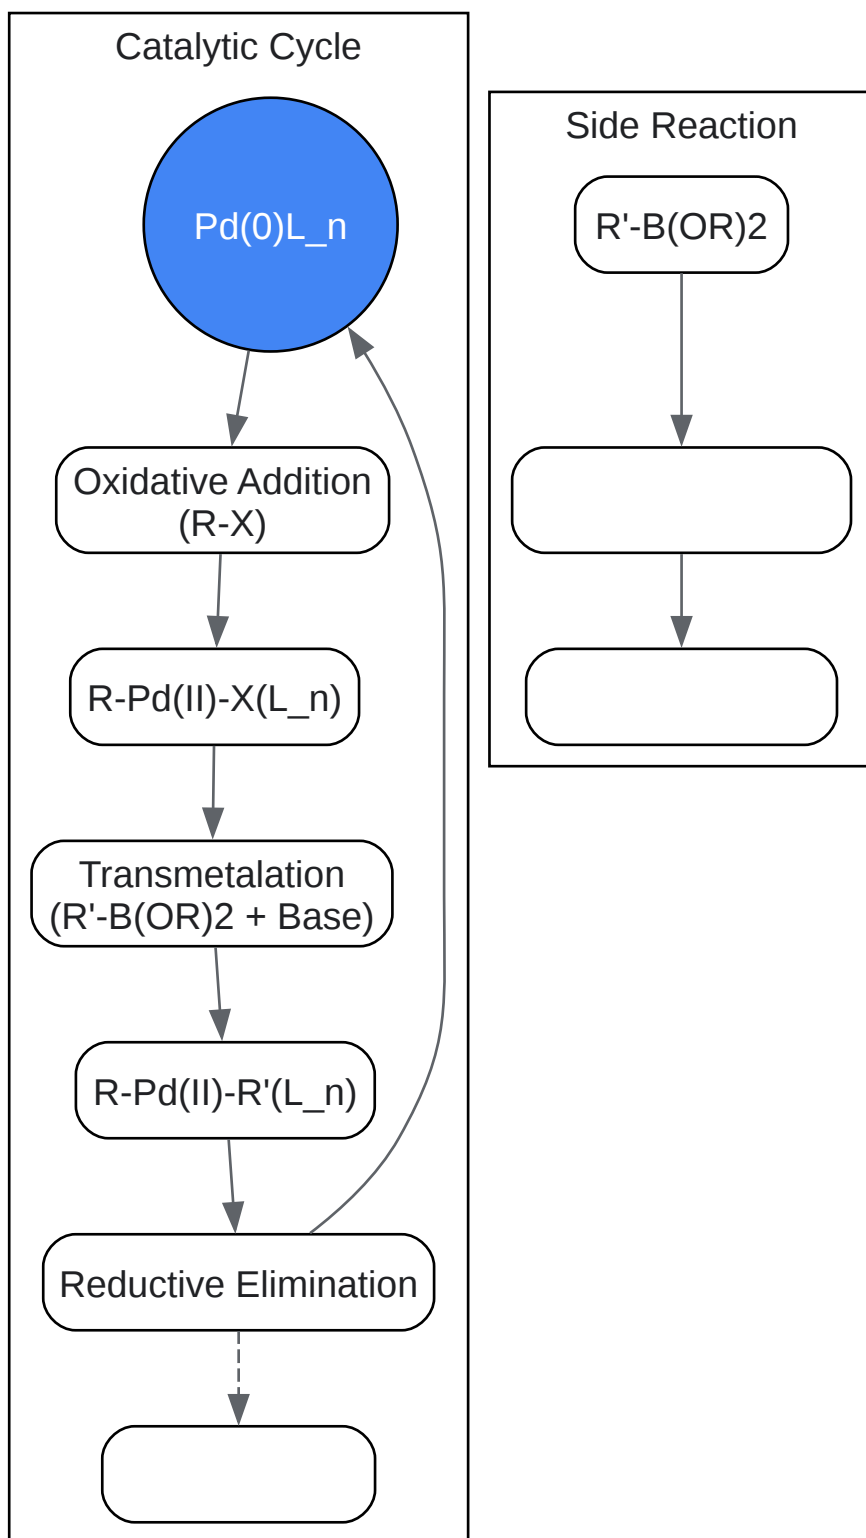 Catalytic Cycle
Pd(0)L_n
Oxidative Addition
(R-X)
R-Pd(II)-X(L_n)
Transmetalation
(R'-B(OR)2 + Base)
R-Pd(II)-R'(L_n)
Reductive Elimination
Side Reaction
R'-B(OR)2